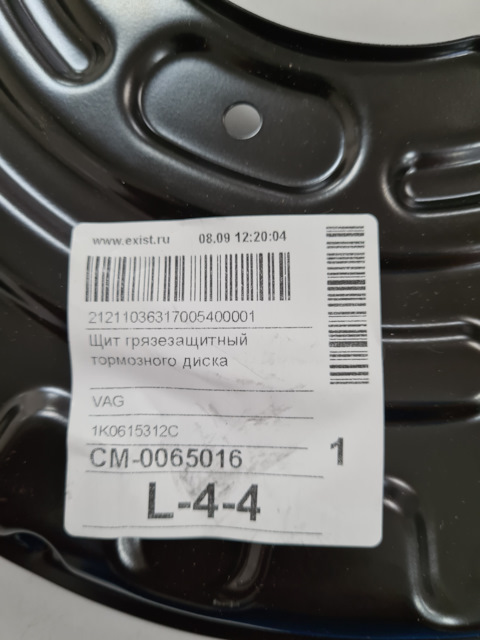 www.exist.ru 08.09 12:20:04
21211036317005400001
Щит грязезащитный
тормозного диска
VAG
1K0615312C
CM-0065016
1
L-4-4